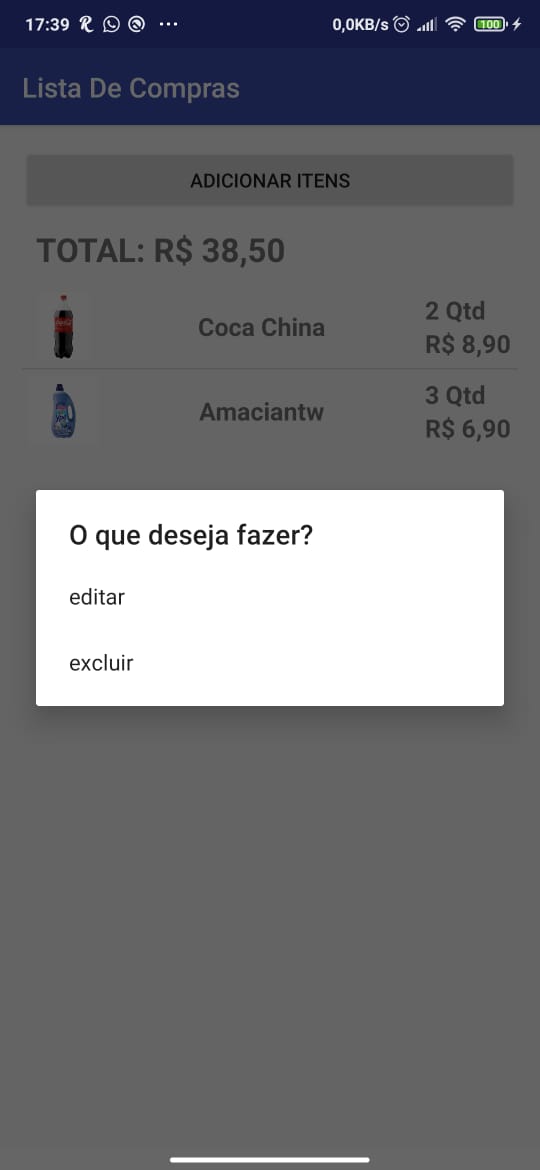 17:39 ... 0,0KB/s 100
Lista De Compras
ADICIONAR ITENS
TOTAL: R$ 38,50
2 Qtd
Coca China
R$ 8,90
3 Qtd
Amaciantw
R$ 6,90
O que deseja fazer?
editar
excluir